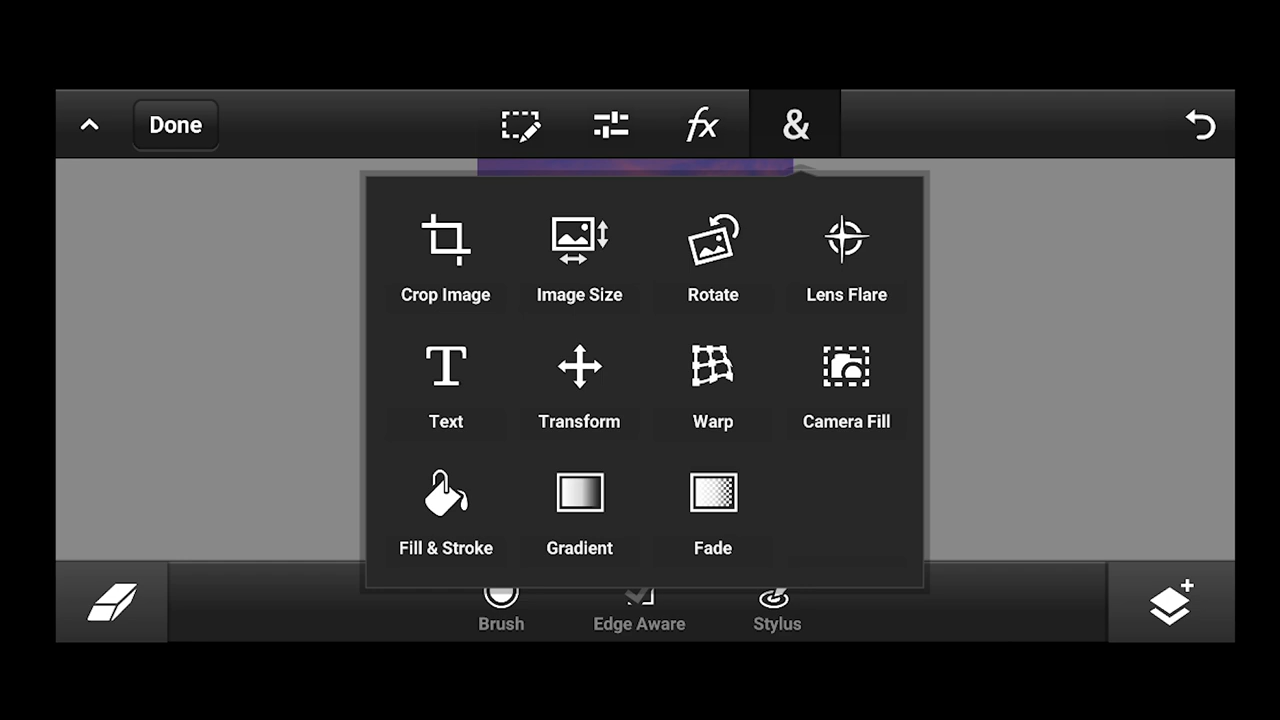 Done
fx
&
Crop Image
Image Size
Rotate
Lens Flare
T
Text
Transform
Warp
Camera Fill
Fill & Stroke
Gradient
Fade
Brush
Edge Aware
Stylus